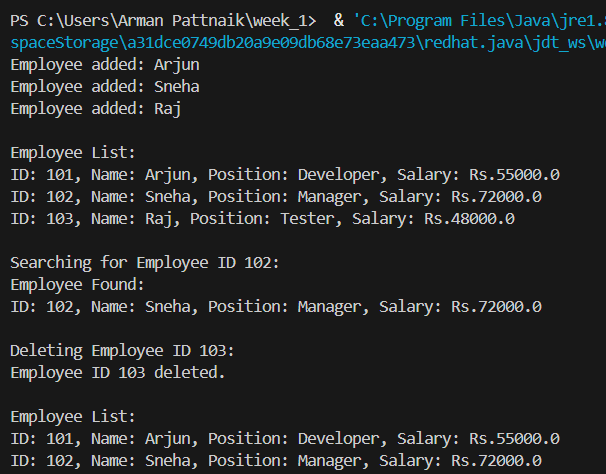 PS C:\Users\Arman Pattnaik\week_1>  & 'C:\Program Files\Java\jre1.8
spaceStorage\a31dce0749db20a9e09db68e73eaa473\redhat.java\jdt_ws\w
Employee added: Arjun
Employee added: Sneha
Employee added: Raj

Employee List:
ID: 101, Name: Arjun, Position: Developer, Salary: Rs.55000.0
ID: 102, Name: Sneha, Position: Manager, Salary: Rs.72000.0
ID: 103, Name: Raj, Position: Tester, Salary: Rs.48000.0

Searching for Employee ID 102:
Employee Found:
ID: 102, Name: Sneha, Position: Manager, Salary: Rs.72000.0

Deleting Employee ID 103:
Employee ID 103 deleted.

Employee List:
ID: 101, Name: Arjun, Position: Developer, Salary: Rs.55000.0
ID: 102, Name: Sneha, Position: Manager, Salary: Rs.72000.0